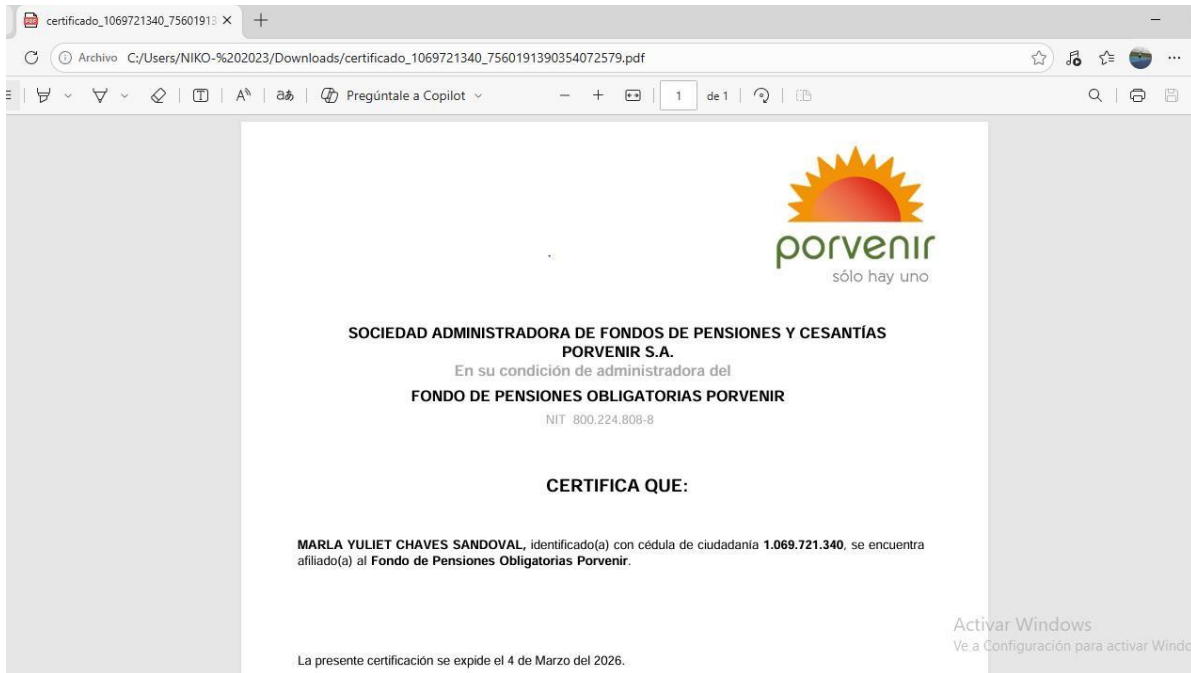 certificado_1069721340_75601913
Archivo C:/Users/NIKO-%202023/Downloads/certificado_1069721340_7560191390354072579.pdf
Pregúntale a Copilot 1 de 1
porvenir
sólo hay uno
SOCIEDAD ADMINISTRADORA DE FONDOS DE PENSIONES Y CESANTÍAS
PORVENIR S.A.
En su condición de administradora del
FONDO DE PENSIONES OBLIGATORIAS PORVENIR
NIT 800.224.808-8
CERTIFICA QUE:
MARLA YULIET CHAVES SANDOVAL, identificado(a) con cédula de ciudadanía 1.069.721.340, se encuentra
afiliado(a) al Fondo de Pensiones Obligatorias Porvenir.
Activar Windows
Ve a Configuración para activar Windo
La presente certificación se expide el 4 de Marzo del 2026.